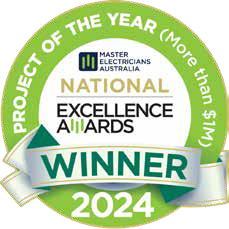 PROJECT OF THE YEAR (More than $1M)
MASTER
ELECTRICIANS
AUSTRALIA
NATIONAL
EXCELLENCE
AWARDS
WINNER
2024